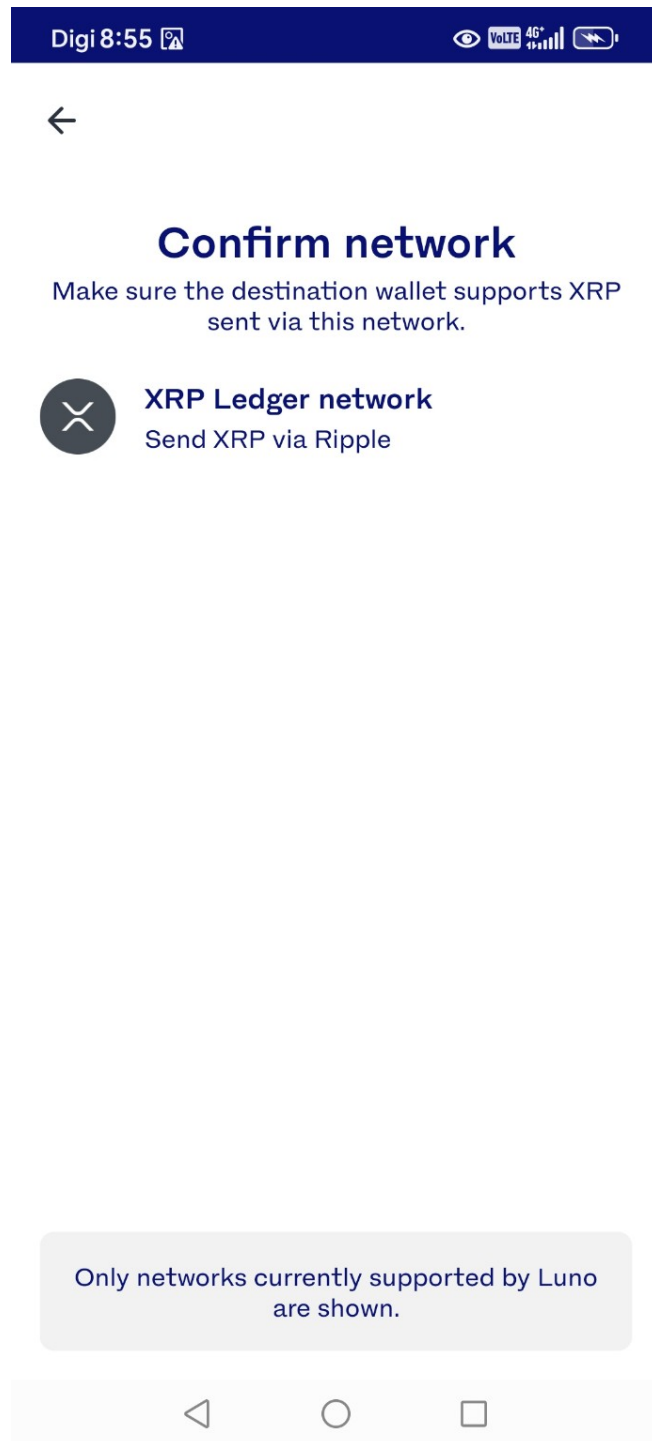 Digi 8:55
VoLTE 4G+
Confirm network
Make sure the destination wallet supports XRP
sent via this network.
XRP Ledger network
Send XRP via Ripple
Only networks currently supported by Luno
are shown.